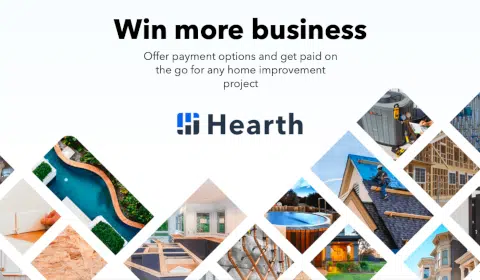 Win more business
Offer payment options and get paid on
the go for any home improvement
project
Hearth